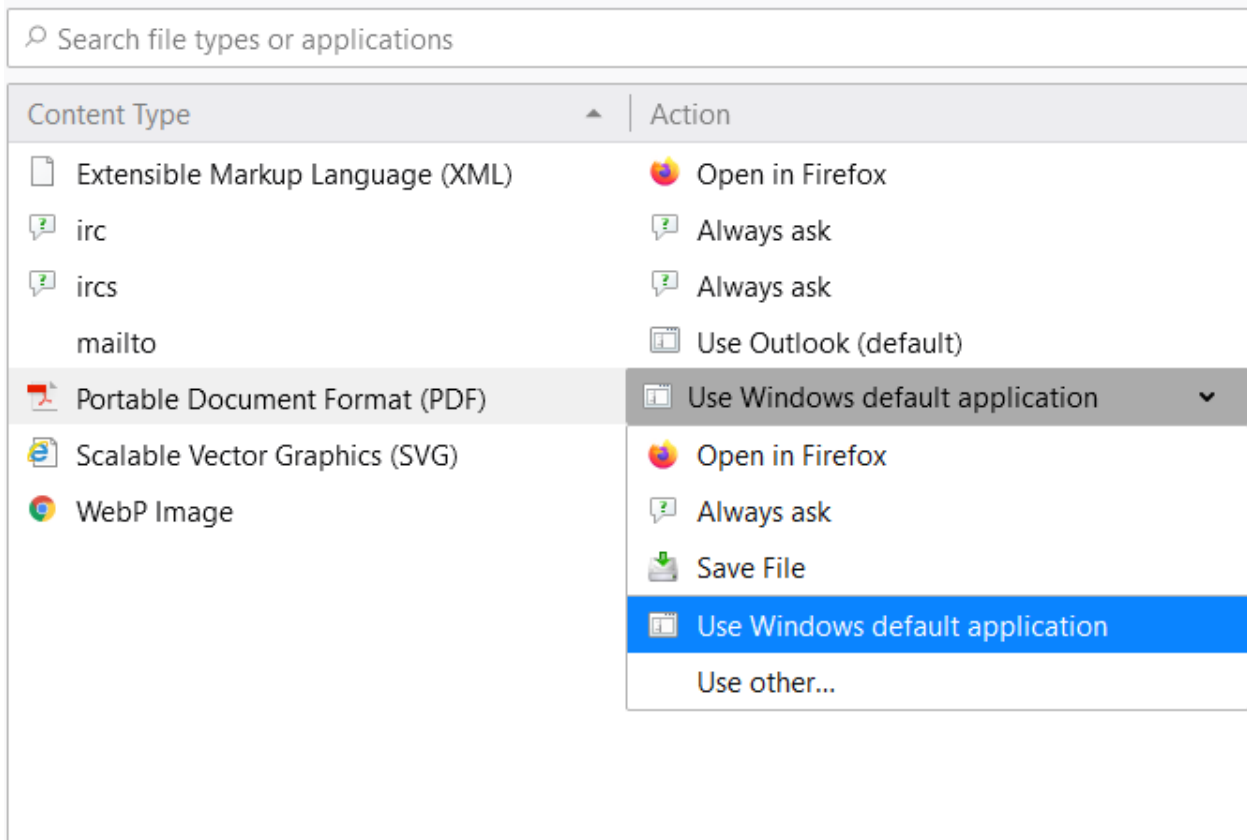 Search file types or applications
Content Type Action
Extensible Markup Language (XML) Open in Firefox
irc Always ask
ircs Always ask
mailto Use Outlook (default)
Portable Document Format (PDF) Use Windows default application
Scalable Vector Graphics (SVG) Open in Firefox
WebP Image Always ask
Save File
Use Windows default application
Use other...